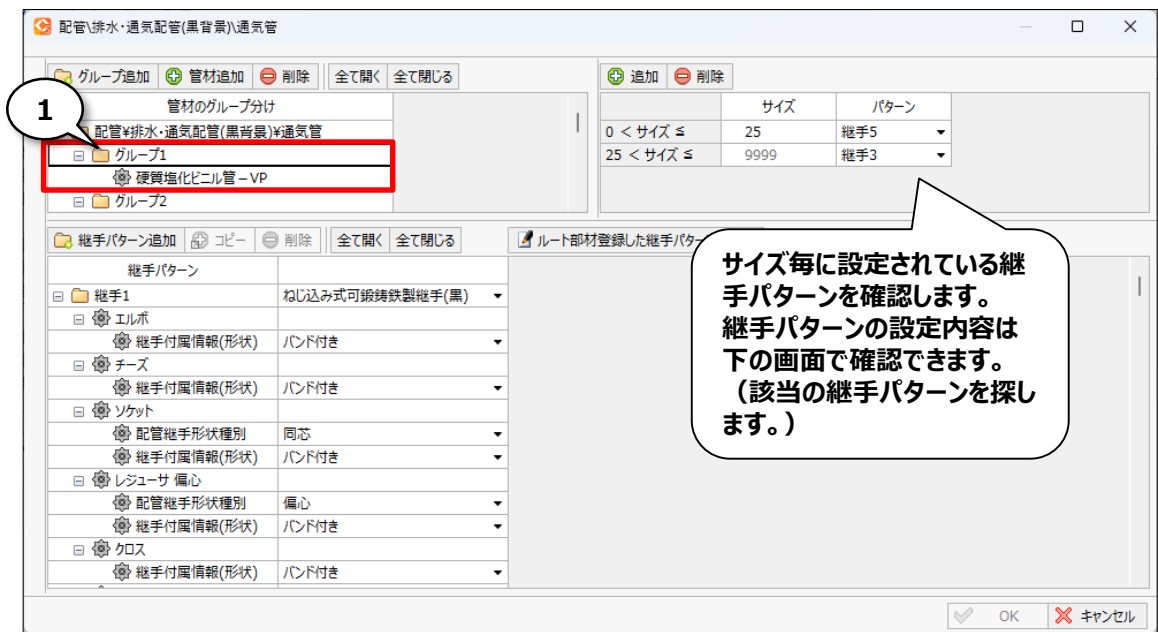 配管\排水・通気配管(黒背景)\通気管
グループ追加 管材追加 削除 全て開く 全て閉じる
追加 削除
1
管材のグループ分け
配管¥排水・通気配管(黒背景)¥通気管
グループ1
硬質塩化ビニル管－VP
グループ2
サイズ パターン
0 < サイズ ≦ 25 継手5
25 < サイズ ≦ 9999 継手3
継手パターン追加 コピー 削除 全て開く 全て閉じる
ルート部材登録した継手パタ
継手パターン
継手1 ねじ込み式可鍛鋳鉄製継手(黒)
エルボ
継手付属情報(形状) バンド付き
チーズ
継手付属情報(形状) バンド付き
ソケット
配管継手形状種別 同芯
継手付属情報(形状) バンド付き
レジューサ 偏心
配管継手形状種別 偏心
継手付属情報(形状) バンド付き
クロス
継手付属情報(形状) バンド付き
サイズ毎に設定されている継
手パターンを確認します。
継手パターンの設定内容は
下の画面で確認できます。
（該当の継手パターンを探し
ます。）
OK キャンセル